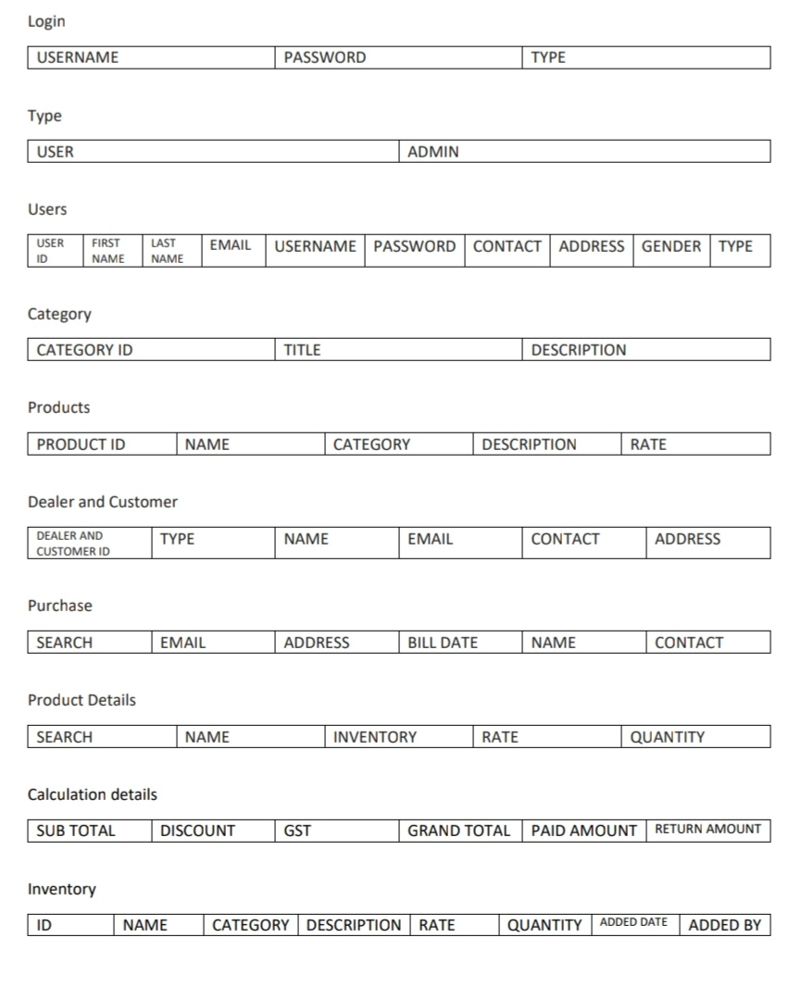 Login
USERNAME PASSWORD TYPE
Type
USER ADMIN
Users
USER ID FIRST NAME LAST NAME EMAIL USERNAME PASSWORD CONTACT ADDRESS GENDER TYPE
Category
CATEGORY ID TITLE DESCRIPTION
Products
PRODUCT ID NAME CATEGORY DESCRIPTION RATE
Dealer and Customer
DEALER AND CUSTOMER ID TYPE NAME EMAIL CONTACT ADDRESS
Purchase
SEARCH EMAIL ADDRESS BILL DATE NAME CONTACT
Product Details
SEARCH NAME INVENTORY RATE QUANTITY
Calculation details
SUB TOTAL DISCOUNT GST GRAND TOTAL PAID AMOUNT RETURN AMOUNT
Inventory
ID NAME CATEGORY DESCRIPTION RATE QUANTITY ADDED DATE ADDED BY